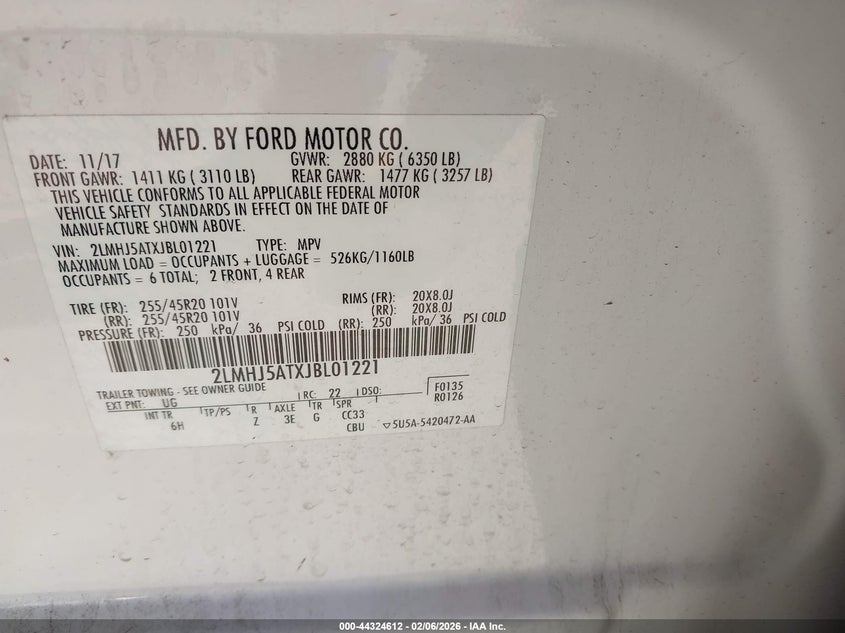 MFD. BY FORD MOTOR CO.
DATE: 11/17 GVWR: 2880 KG ( 6350 LB)
FRONT GAWR: 1411 KG ( 3110 LB) REAR GAWR: 1477 KG ( 3257 LB)
THIS VEHICLE CONFORMS TO ALL APPLICABLE FEDERAL MOTOR
VEHICLE SAFETY STANDARDS IN EFFECT ON THE DATE OF
MANUFACTURE SHOWN ABOVE.
VIN: 2LMHJ5ATXJBL01221 TYPE: MPV
MAXIMUM LOAD = OCCUPANTS + LUGGAGE = 526KG/1160LB
OCCUPANTS = 6 TOTAL; 2 FRONT, 4 REAR
TIRE (FR): 255/45R20 101V RIMS (FR): 20X8.0J
(RR): 255/45R20 101V (RR): 20X8.0J
PRESSURE (FR): 250 kPa/ 36 PSI COLD (RR): 250 kPa/ 36 PSI COLD
2LMHJ5ATXJBL01221
TRAILER TOWING - SEE OWNER GUIDE
EXT PNT: UG RC: 22 DSO: F0135
R0126
INT TR TP/PS R AXLE TR SPR
6H Z 3E G CC33
CBU ▽5U5A-5420472-AA
000-44324612 - 02/06/2026 - IAA Inc.